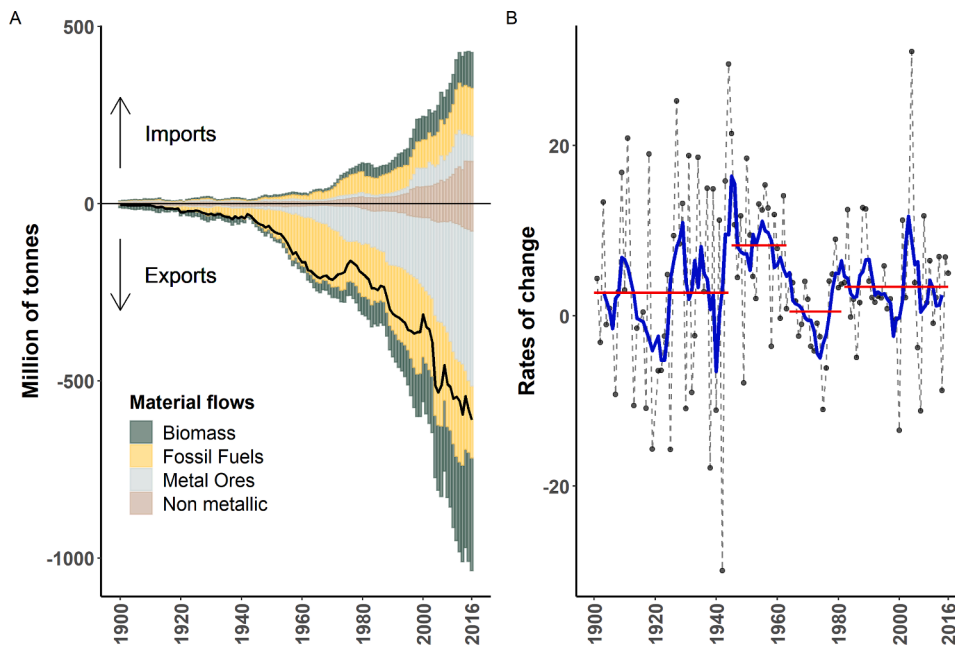 A
Million of tonnes
500
0
-500
-1000
Imports
Exports
Material flows
Biomass
Fossil Fuels
Metal Ores
Non metallic
1900
1920
1940
1960
1980
2000
2016
B
Rates of change
20
0
-20
1900
1920
1940
1960
1980
2000
2016